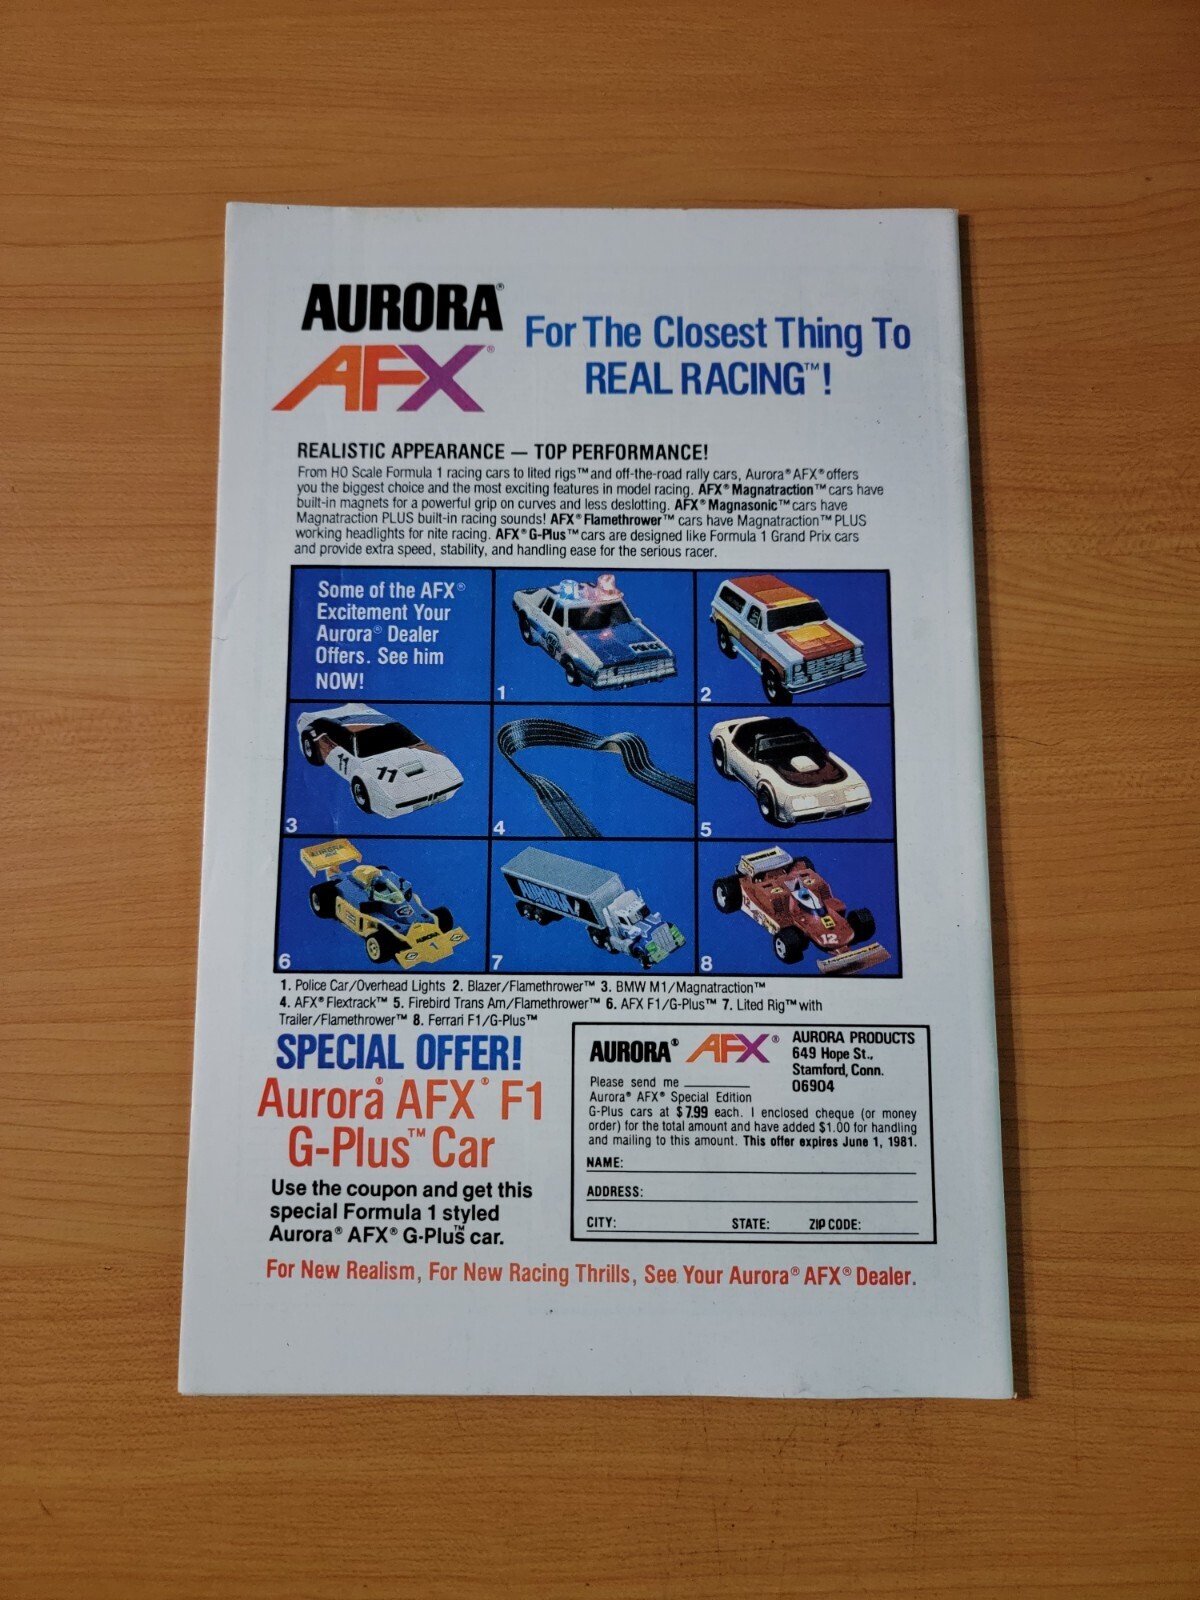 AURORA®
AFX®
For The Closest Thing To
REAL RACING™!
REALISTIC APPEARANCE — TOP PERFORMANCE!
From HO Scale Formula 1 racing cars to lited rigs™ and off-the-road rally cars, Aurora® AFX® offers
you the biggest choice and the most exciting features in model racing. AFX® Magnatraction™ cars have
built-in magnets for a powerful grip on curves and less deslotting. AFX® Magnasonic™ cars have
Magnatraction PLUS built-in racing sounds! AFX® Flamethrower™ cars have Magnatraction™ PLUS
working headlights for nite racing. AFX® G-Plus™ cars are designed like Formula 1 Grand Prix cars
and provide extra speed, stability, and handling ease for the serious racer.
Some of the AFX®
Excitement Your
Aurora® Dealer
Offers. See him
NOW!
POLICE
1
2
11
11
3
4
5
AURORA
AURORA
1
6
AURORA
7
12
12
8
1. Police Car/Overhead Lights 2. Blazer/Flamethrower™ 3. BMW M1/Magnatraction™
4. AFX® Flextrack™ 5. Firebird Trans Am/Flamethrower™ 6. AFX F1/G-Plus™ 7. Lited Rig™ with
Trailer/Flamethrower™ 8. Ferrari F1/G-Plus™
SPECIAL OFFER!
Aurora® AFX® F1
G-Plus™ Car
Use the coupon and get this
special Formula 1 styled
Aurora® AFX® G-Plus™ car.
AURORA® AFX®
AURORA PRODUCTS
649 Hope St.,
Stamford, Conn.
06904
Please send me
Aurora® AFX® Special Edition
G-Plus cars at $7.99 each. I enclosed cheque (or money
order) for the total amount and have added $1.00 for handling
and mailing to this amount. This offer expires June 1, 1981.
NAME:
ADDRESS:
CITY: STATE: ZIP CODE:
For New Realism, For New Racing Thrills, See Your Aurora® AFX® Dealer.